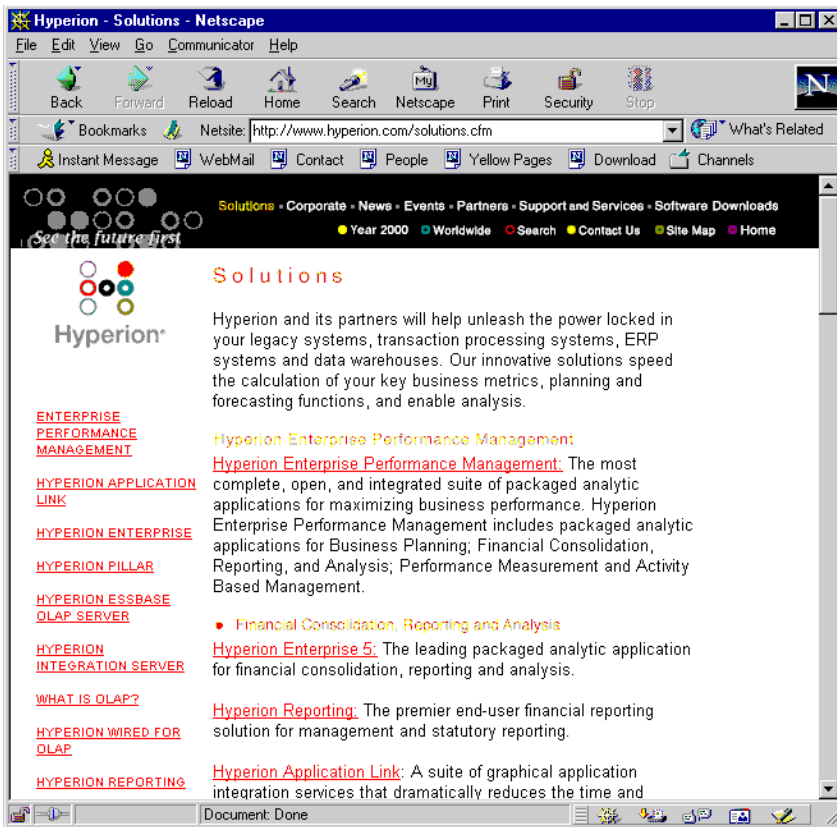 Hyperion - Solutions - Netscape
File Edit View Go Communicator Help
Back Forward Reload Home Search Netscape Print Security Stop
My
N
Bookmarks Netsite: http://www.hyperion.com/solutions.cfm What's Related
Instant Message WebMail Contact People Yellow Pages Download Channels
Solutions Corporate News Events Partners Support and Services Software Downloads
Year 2000 Worldwide Search Contact Us Site Map Home
See the future first
Hyperion
ENTERPRISE
PERFORMANCE
MANAGEMENT
HYPERION APPLICATION
LINK
HYPERION ENTERPRISE
HYPERION PILLAR
HYPERION ESSBASE
OLAP SERVER
HYPERION
INTEGRATION SERVER
WHAT IS OLAP?
HYPERION WIRED FOR
OLAP
HYPERION REPORTING
Solutions
Hyperion and its partners will help unleash the power locked in
your legacy systems, transaction processing systems, ERP
systems and data warehouses. Our innovative solutions speed
the calculation of your key business metrics, planning and
forecasting functions, and enable analysis.
Hyperion Enterprise Performance Management
Hyperion Enterprise Performance Management: The most
complete, open, and integrated suite of packaged analytic
applications for maximizing business performance. Hyperion
Enterprise Performance Management includes packaged analytic
applications for Business Planning; Financial Consolidation,
Reporting, and Analysis; Performance Measurement and Activity
Based Management.
• Financial Consolidation, Reporting and Analysis
Hyperion Enterprise 5: The leading packaged analytic application
for financial consolidation, reporting and analysis.
Hyperion Reporting: The premier end-user financial reporting
solution for management and statutory reporting.
Hyperion Application Link: A suite of graphical application
integration services that dramatically reduces the time and
Document: Done